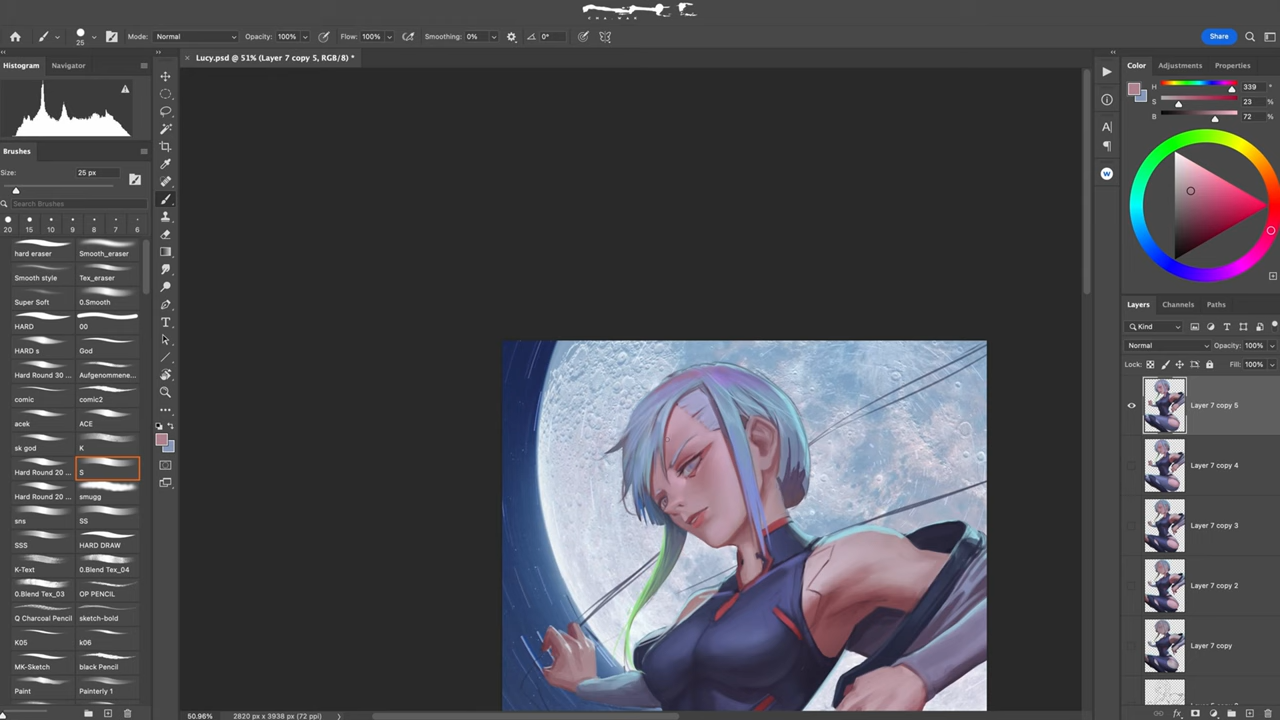 CHA.WAK
25 Mode: Normal Opacity: 100% Flow: 100% Smoothing: 0% 0° Share
Histogram Navigator
× Lucy.psd @ 51% (Layer 7 copy 5, RGB/8) *
Color Adjustments Properties
H 339 °
S 23 %
B 72 %
Brushes
Size: 25 px
Search Brushes
20 15 10 9 8 7 6
hard eraser Smooth_eraser
Smooth style Tex_eraser
Super Soft 0.Smooth
HARD 00
HARD s God
Hard Round 30 ... Aufgenommene...
comic comic2
acek ACE
sk god K
Hard Round 20 ... S
Hard Round 20 ... smugg
sns SS
SSS HARD DRAW
K-Text 0.Blend Tex_04
0.Blend Tex_03 OP PENCIL
Q Charcoal Pencil sketch-bold
K05 k06
MK-Sketch black Pencil
Paint Painterly 1
Layers Channels Paths
Kind
Normal Opacity: 100%
Lock: Fill: 100%
Layer 7 copy 5
Layer 7 copy 4
Layer 7 copy 3
Layer 7 copy 2
Layer 7 copy
50.96% 2820 px x 3938 px (72 ppi)